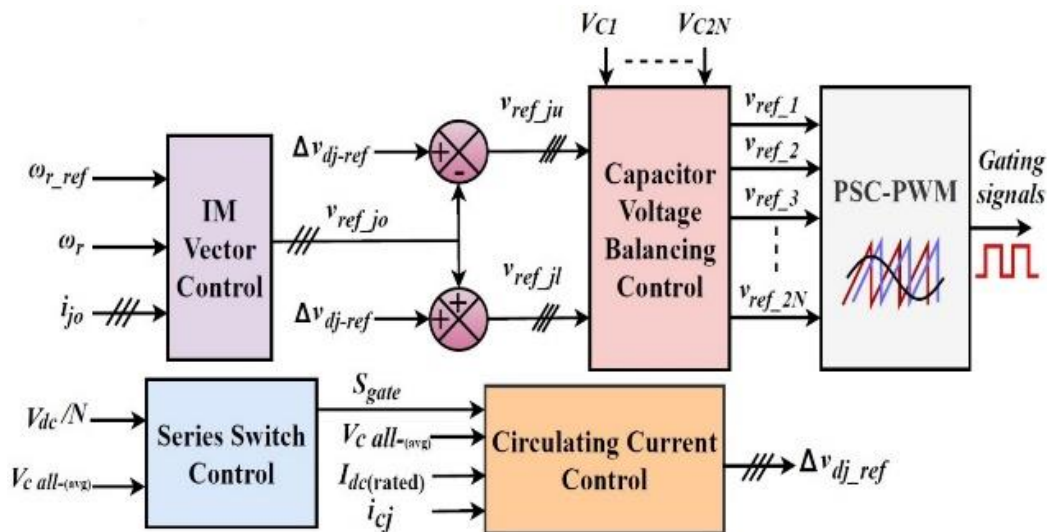 V_C1
V_C2N
ω_r_ref
ω_r
i_jo
IM
Vector
Control
v_ref_jo
Δv_dj-ref
+
-
v_ref_ju
Δv_dj-ref
+
+
v_ref_jl
Capacitor
Voltage
Balancing
Control
v_ref_1
v_ref_2
v_ref_3
v_ref_2N
PSC-PWM
Gating
signals
V_dc/N
V_c all-(avg)
Series Switch
Control
S_gate
V_c all-(avg)
I_dc(rated)
i_cj
Circulating Current
Control
Δv_dj_ref